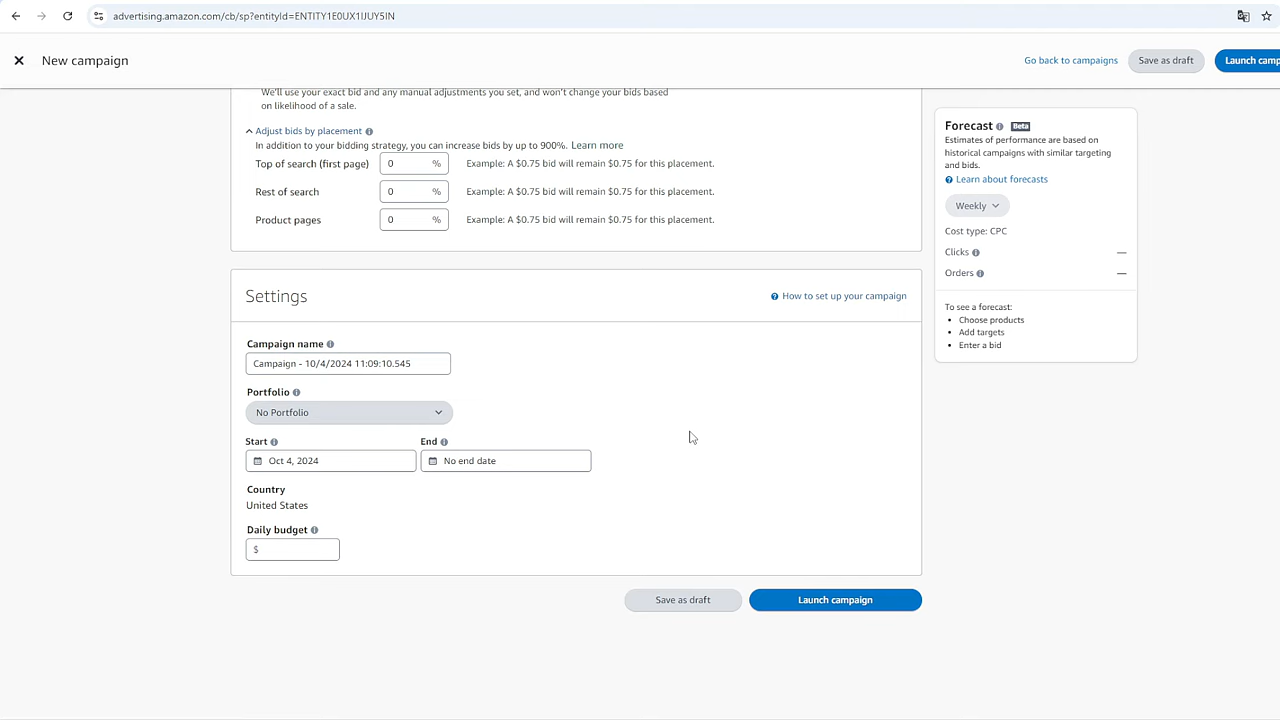 advertising.amazon.com/cb/sp?entityId=ENTITY1E0UX1IJUY5IN
New campaign
Go back to campaigns
Save as draft
Launch camp
We'll use your exact bid and any manual adjustments you set, and won't change your bids based
on likelihood of a sale.
Adjust bids by placement
In addition to your bidding strategy, you can increase bids by up to 900%. Learn more
Top of search (first page) 0 % Example: A $0.75 bid will remain $0.75 for this placement.
Rest of search 0 % Example: A $0.75 bid will remain $0.75 for this placement.
Product pages 0 % Example: A $0.75 bid will remain $0.75 for this placement.
Settings
How to set up your campaign
Campaign name
Campaign - 10/4/2024 11:09:10.545
Portfolio
No Portfolio
Start End
Oct 4, 2024 No end date
Country
United States
Daily budget
$
Save as draft
Launch campaign
Forecast Beta
Estimates of performance are based on
historical campaigns with similar targeting
and bids.
Learn about forecasts
Weekly
Cost type: CPC
Clicks —
Orders —
To see a forecast:
• Choose products
• Add targets
• Enter a bid